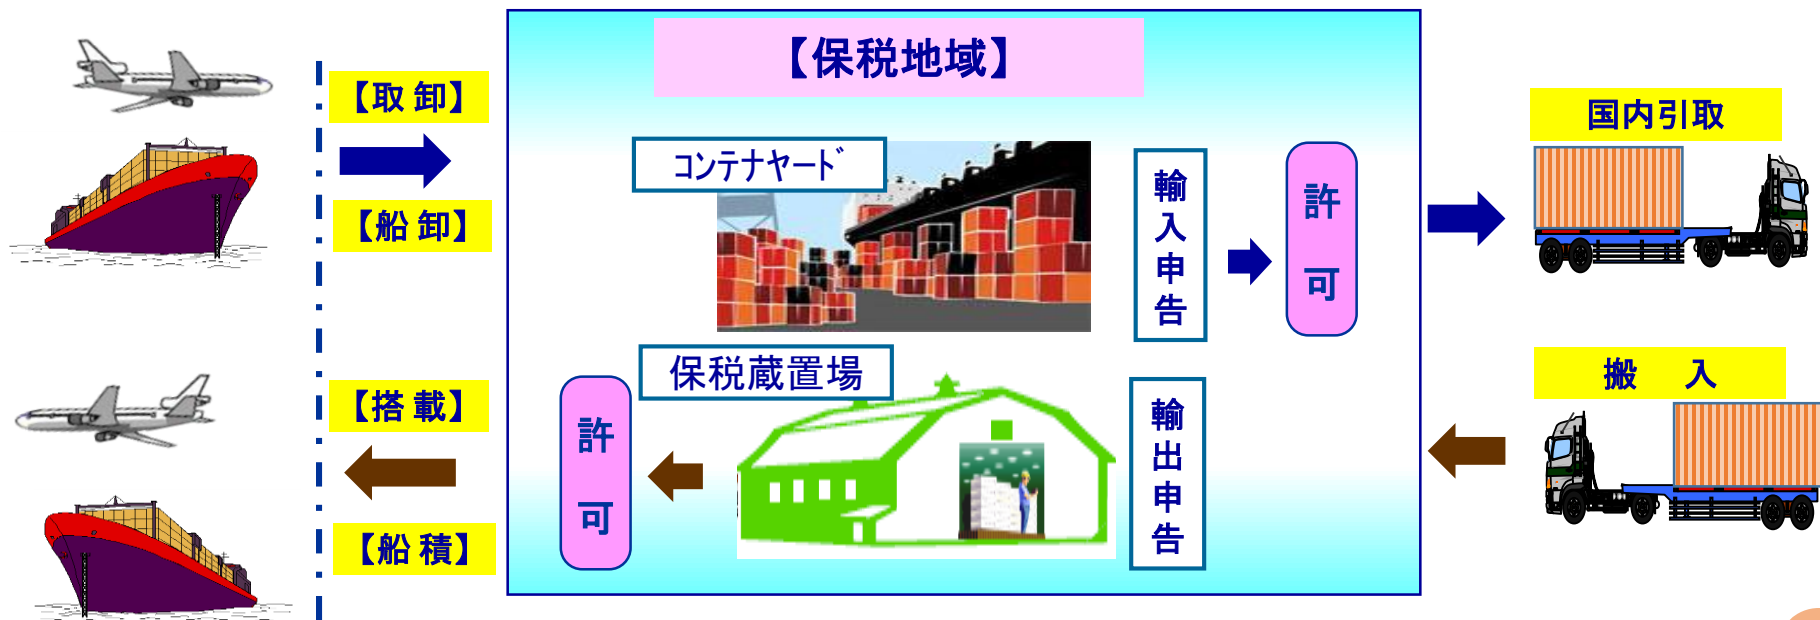 【保税地域】
【取 卸】
【船 卸】
コンテナヤード
輸入申告
許可
国内引取
保税蔵置場
【搭 載】
【船 積】
許可
輸出申告
搬　入